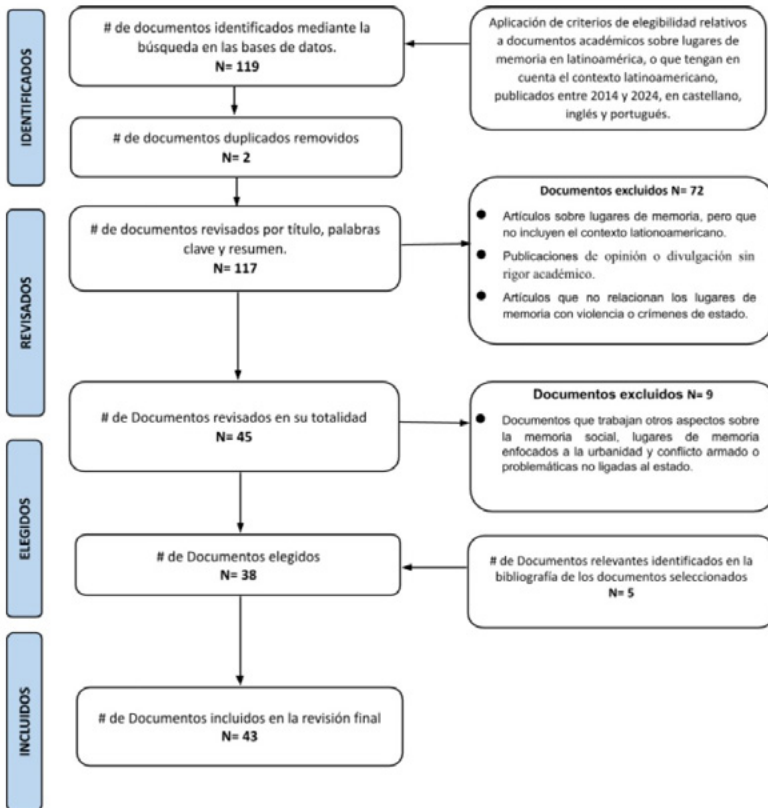 IDENTIFICADOS
# de documentos identificados mediante la
búsqueda en las bases de datos.
N= 119
Aplicación de criterios de elegibilidad relativos
a documentos académicos sobre lugares de
memoria en latinoamérica, o que tengan en
cuenta el contexto latinoamericano,
publicados entre 2014 y 2024, en castellano,
inglés y portugués.
# de documentos duplicados removidos
N= 2
REVISADOS
# de documentos revisados por título, palabras
clave y resumen.
N= 117
Documentos excluidos N= 72
● Artículos sobre lugares de memoria, pero que
no incluyen el contexto lationoamericano.
● Publicaciones de opinión o divulgación sin
rigor académico.
● Artículos que no relacionan los lugares de
memoria con violencia o crímenes de estado.
# de Documentos revisados en su totalidad
N= 45
Documentos excluidos N= 9
● Documentos que trabajan otros aspectos sobre
la memoria social, lugares de memoria
enfocados a la urbanidad y conflicto armado o
problemáticas no ligadas al estado.
ELEGIDOS
# de Documentos elegidos
N= 38
# de Documentos relevantes identificados en la
bibliografía de los documentos seleccionados
N= 5
INCLUIDOS
# de Documentos incluidos en la revisión final
N= 43